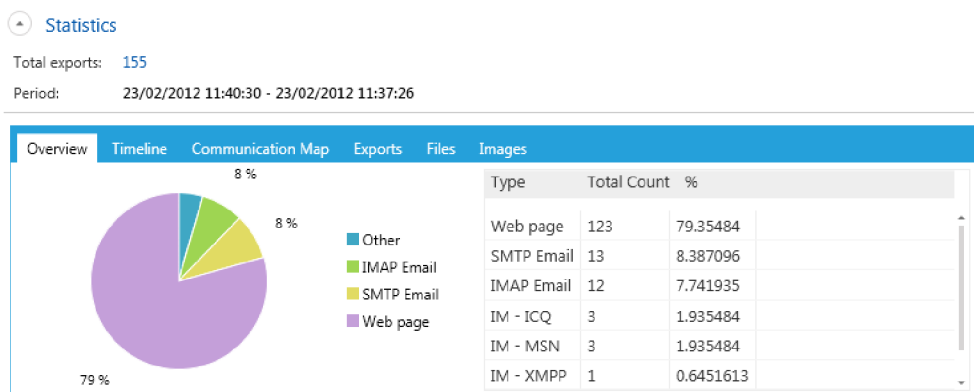 Statistics
Total exports: 155
Period: 23/02/2012 11:40:30 - 23/02/2012 11:37:26
Overview Timeline Communication Map Exports Files Images
8 %
8 %
79 %
Other
IMAP Email
SMTP Email
Web page
Type Total Count %
Web page 123 79.35484
SMTP Email 13 8.387096
IMAP Email 12 7.741935
IM - ICQ 3 1.935484
IM - MSN 3 1.935484
IM - XMPP 1 0.6451613